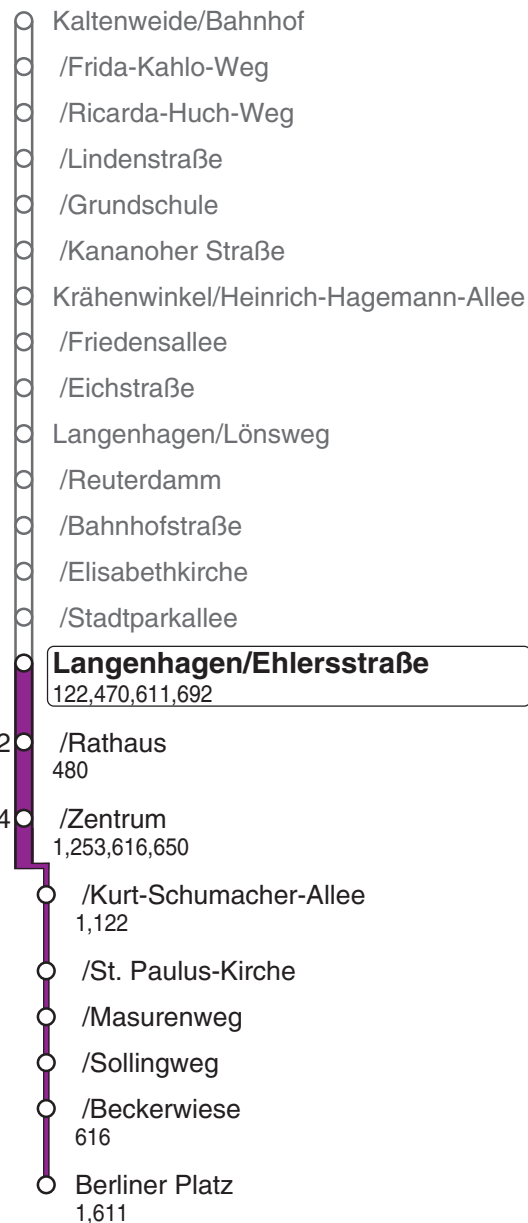 Kaltenweide/Bahnhof
/Frida-Kahlo-Weg
/Ricarda-Huch-Weg
/Lindenstraße
/Grundschule
/Kananoher Straße
Krähenwinkel/Heinrich-Hagemann-Allee
/Friedensallee
/Eichstraße
Langenhagen/Lönsweg
/Reuterdamm
/Bahnhofstraße
/Elisabethkirche
/Stadtparkallee
Langenhagen/Ehlersstraße
122,470,611,692
2 /Rathaus
480
4 /Zentrum
1,253,616,650
/Kurt-Schumacher-Allee
1,122
/St. Paulus-Kirche
/Masurenweg
/Sollingweg
/Beckerwiese
616
Berliner Platz
1,611